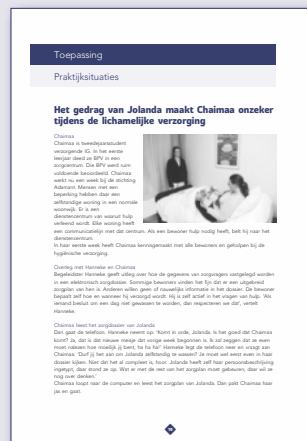 Toepassing
Praktijksituaties
Het gedrag van Jolanda maakt Chaimaa onzeker
tijdens de lichamelijke verzorging
Chaimaa
Chaimaa is tweedejaarsstudent
verzorgende IG. In het eerste
leerjaar deed ze BPV in een
zorgcentrum. Die BPV werd ruim
voldoende beoordeeld. Chaimaa
werkt nu een week bij de stichting
Adamant. Mensen met een
beperking hebben daar een
zelfstandige woning in een normale
woonwijk. Er is een
dienstencentrum van waaruit hulp
verleend wordt. Elke woning heeft
een communicatielijn met dat centrum. Als een bewoner hulp nodig heeft, belt hij naar het
dienstencentrum.
In haar eerste week heeft Chaimaa kennisgemaakt met alle bewoners en geholpen bij de
hygiënische verzorging.
Overleg met Hanneke en Chaimaa
Begeleidster Hanneke geeft uitleg over hoe de gegevens van zorgvragers vastgelegd worden
in een elektronisch zorgdossier. Sommige bewoners vinden het fijn dat er een uitgebreid
zorgplan van hen is. Anderen willen geen of nauwelijks informatie in het dossier. De bewoner
bepaalt zelf hoe en wanneer hij verzorgd wordt. Hij is zelf actief in het vragen van hulp. 'Als
iemand besluit om een dag niet gewassen te worden, dan respecteren we dat', vertelt
Hanneke.
Chaimaa leest het zorgdossier van Jolanda
Dan gaat de telefoon. Hanneke neemt op: 'Komt in orde, Jolanda. Is het goed dat Chaimaa
komt? Ja, dat is dat nieuwe meisje dat vorige week begonnen is. Ik zal zeggen dat ze even
moet nalezen hoe moeilijk jij bent, ha ha ha!' Hanneke legt de telefoon neer en vraagt aan
Chaimaa: 'Durf jij het aan om Jolanda zelfstandig te wassen? Je moet wel eerst even in haar
dossier kijken. Niet dat het al compleet is, hoor. Jolanda heeft zelf haar persoonsbeschrijving
ingetypt, daar stond ze op. Wat er met de rest van het zorgplan moet gebeuren, daar wil ze
nog over denken.'
Chaimaa loopt naar de computer en leest het zorgplan van Jolanda. Dan pakt Chaimaa haar
jas en gaat.